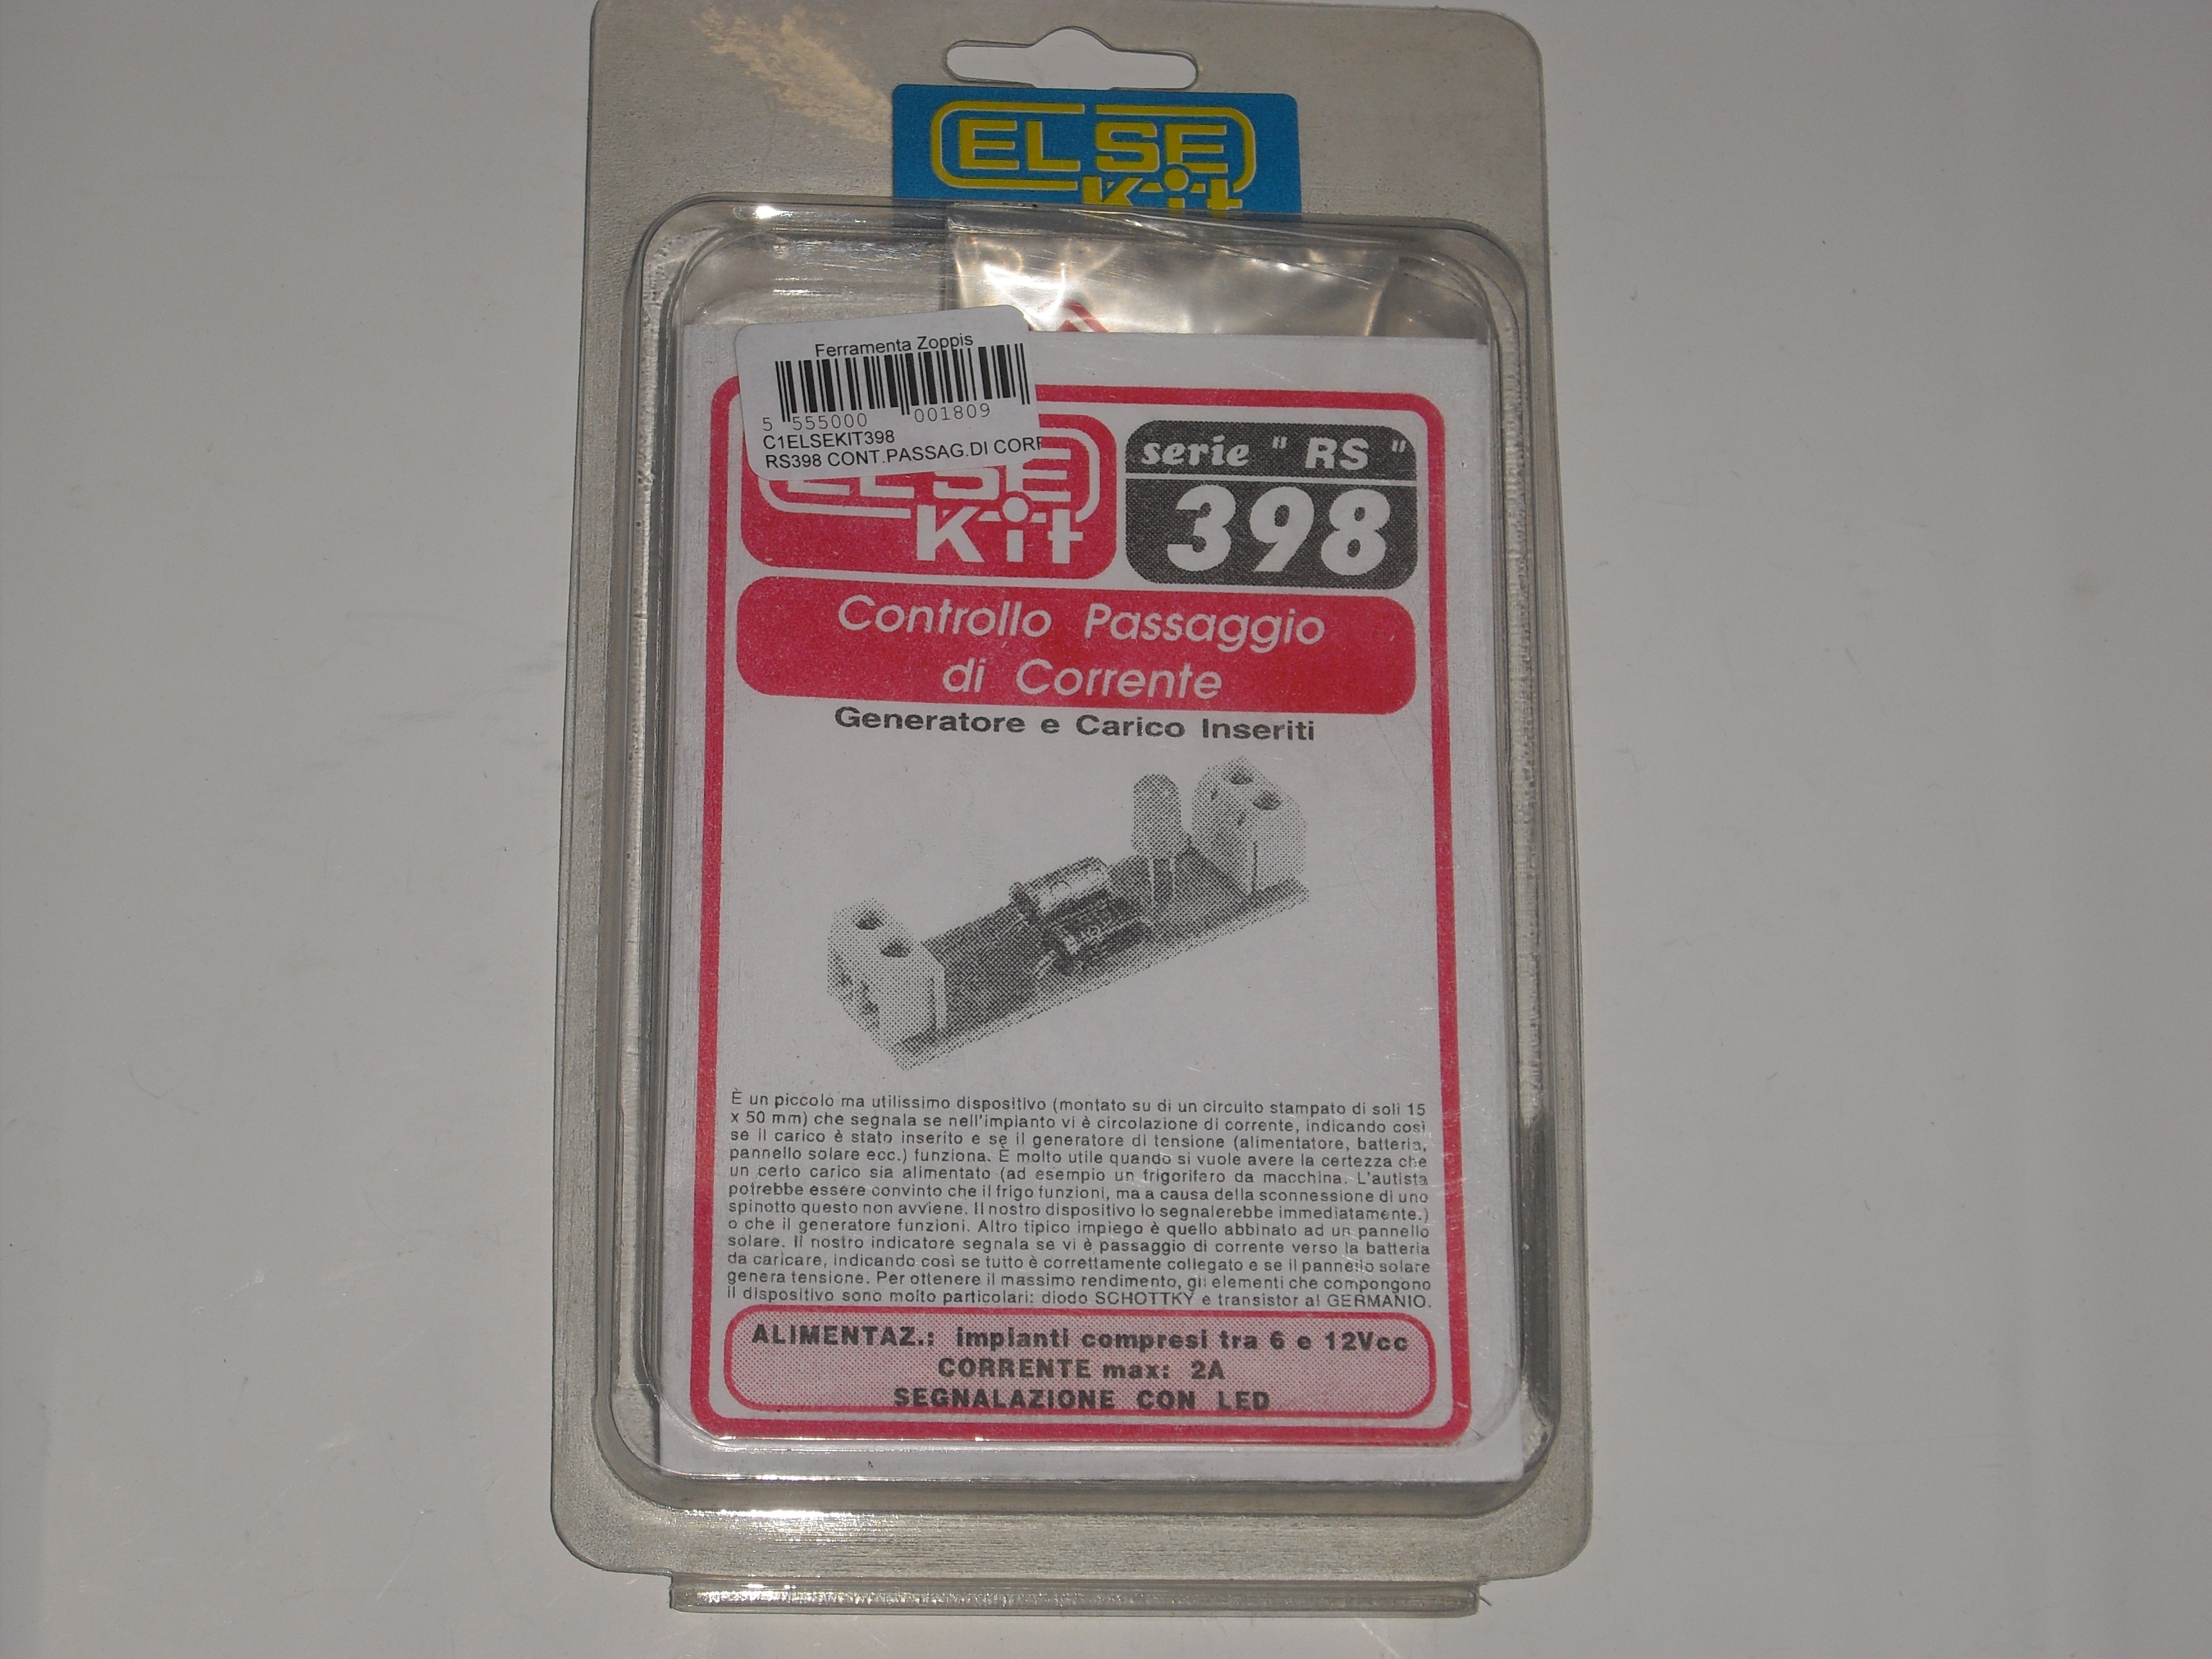 ELSE
Kit
Ferramenta Zoppis
5 555000 001809
C1ELSEKIT398
RS398 CONT.PASSAG.DI CORR
ELSE
Kit
serie " RS "
398
Controllo Passaggio
di Corrente
Generatore e Carico Inseriti
È un piccolo ma utilissimo dispositivo (montato su di un circuito stampato di soli 15
x 50 mm) che segnala se nell'impianto vi è circolazione di corrente, indicando così
se il carico è stato inserito e se il generatore di tensione (alimentatore, batteria,
pannello solare ecc.) funziona. È molto utile quando si vuole avere la certezza che
un certo carico sia alimentato (ad esempio un frigorifero da macchina. L'autista
potrebbe essere convinto che il frigo funzioni, ma a causa della sconnessione di uno
spinotto questo non avviene. Il nostro dispositivo lo segnalerebbe immediatamente.)
o che il generatore funzioni. Altro tipico impiego è quello abbinato ad un pannello
solare. Il nostro indicatore segnala se vi è passaggio di corrente verso la batteria
da caricare, indicando così se tutto è correttamente collegato e se il pannello solare
genera tensione. Per ottenere il massimo rendimento, gli elementi che compongono
il dispositivo sono molto particolari: diodo SCHOTTKY e transistor al GERMANIO.
ALIMENTAZ.: impianti compresi tra 6 e 12Vcc
CORRENTE max: 2A
SEGNALAZIONE CON LED